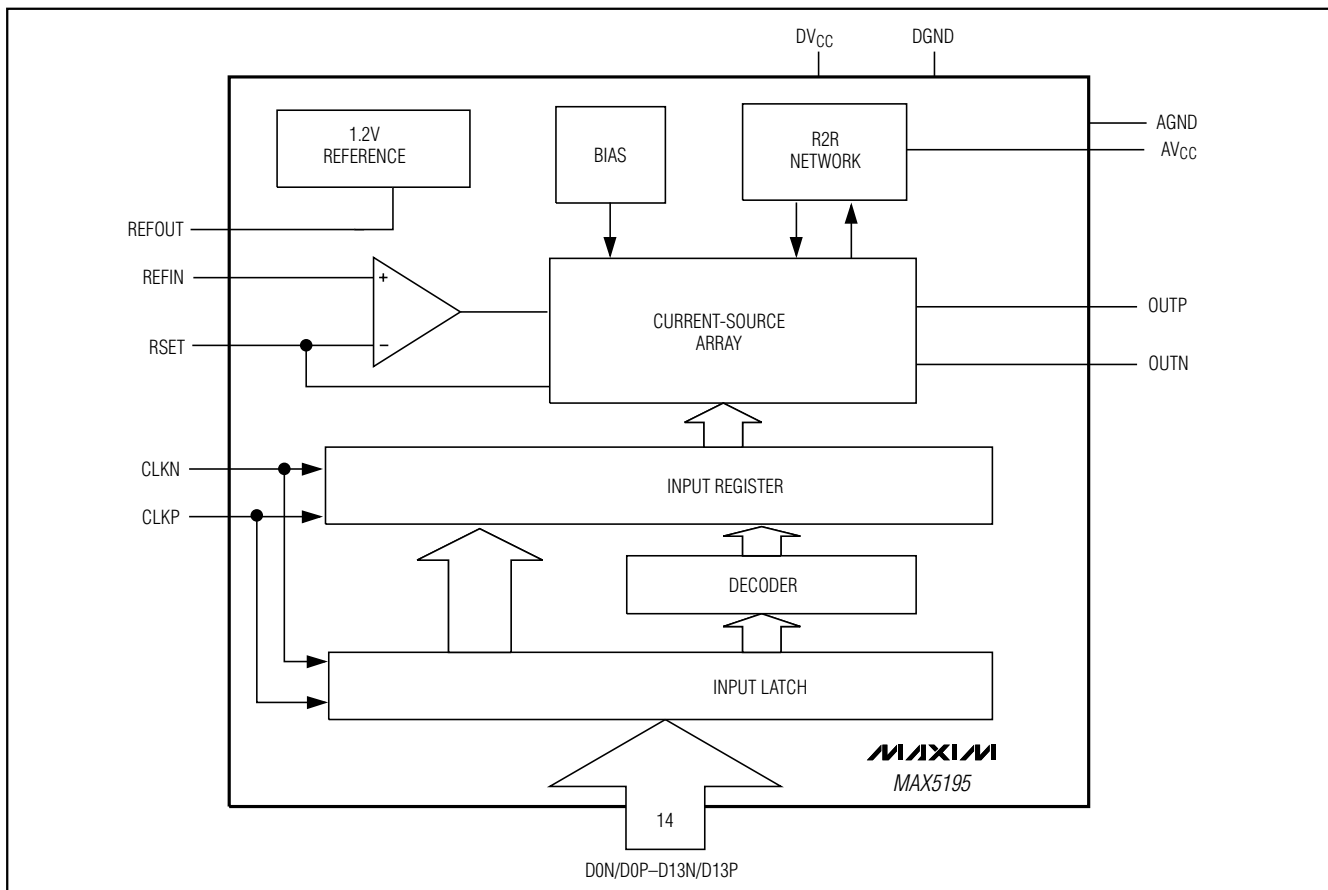 DVCC
DGND
1.2V
REFERENCE
BIAS
R2R
NETWORK
AGND
AVCC
REFOUT
REFIN
+
CURRENT-SOURCE
ARRAY
OUTP
RSET
−
OUTN
CLKN
INPUT REGISTER
CLKP
DECODER
INPUT LATCH
MAXIM
MAX5195
14
D0N/D0P–D13N/D13P